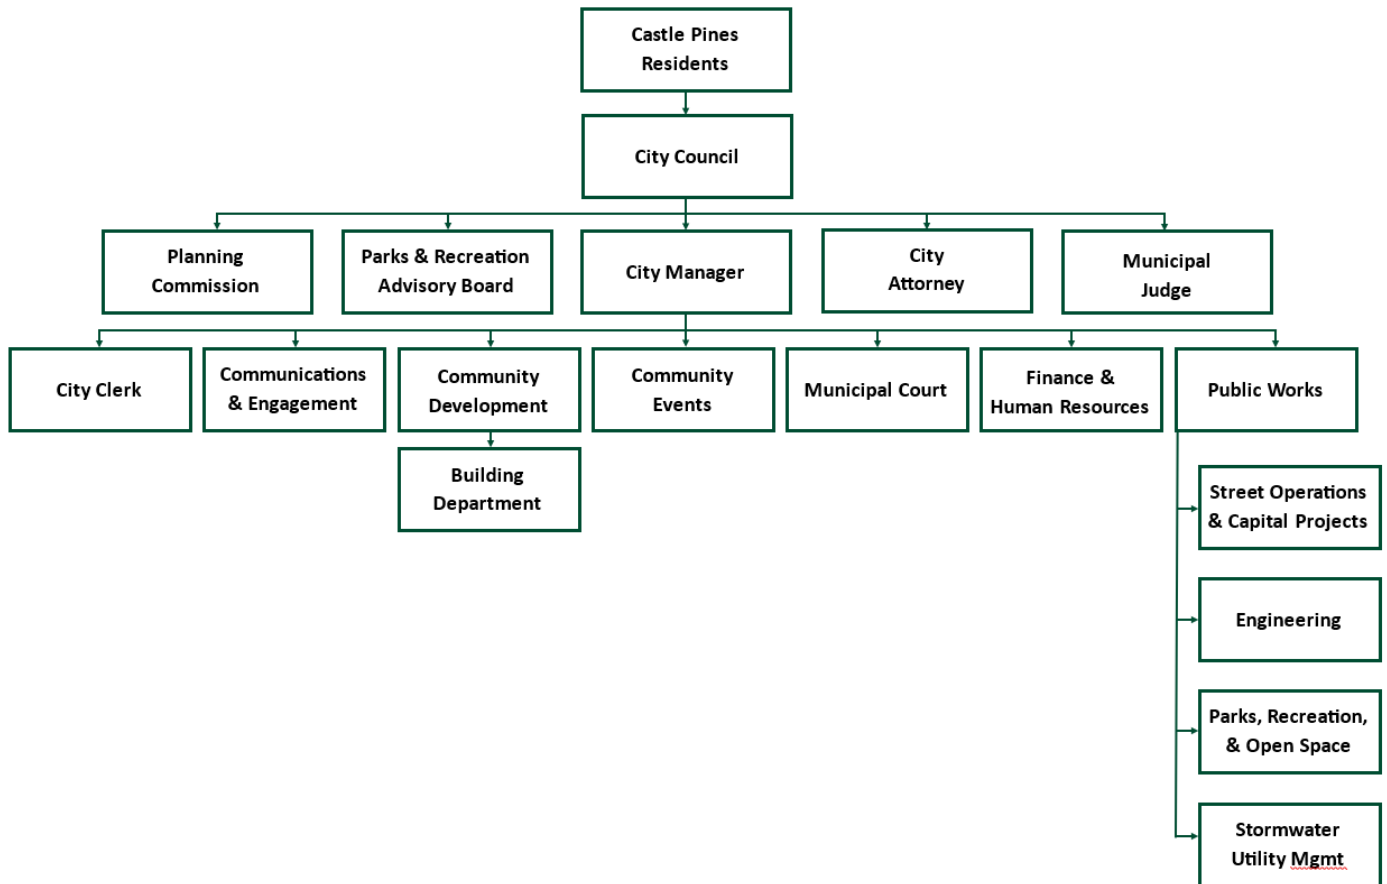 Castle Pines
Residents
City Council
Planning
Commission
Parks & Recreation
Advisory Board
City Manager
City
Attorney
Municipal
Judge
City Clerk
Communications
& Engagement
Community
Development
Community
Events
Municipal Court
Finance &
Human Resources
Public Works
Building
Department
Street Operations
& Capital Projects
Engineering
Parks, Recreation,
& Open Space
Stormwater
Utility Mgmt